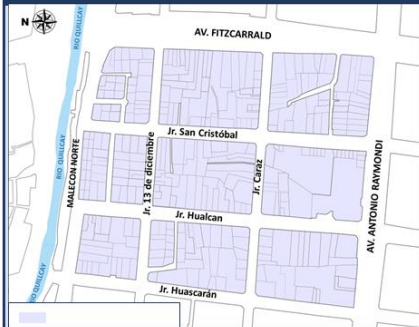 N
AV. FITZCARRALD
RIO QUILLCAY
Jr. San Cristóbal
RIO QUILLCAY
MALECON NORTE
Jr. 13 de diciembre
Jr. Caraz
AV. ANTONIO RAYMONDI
Jr. Hualcan
RIO QUILLCAY
Jr. Huascarán